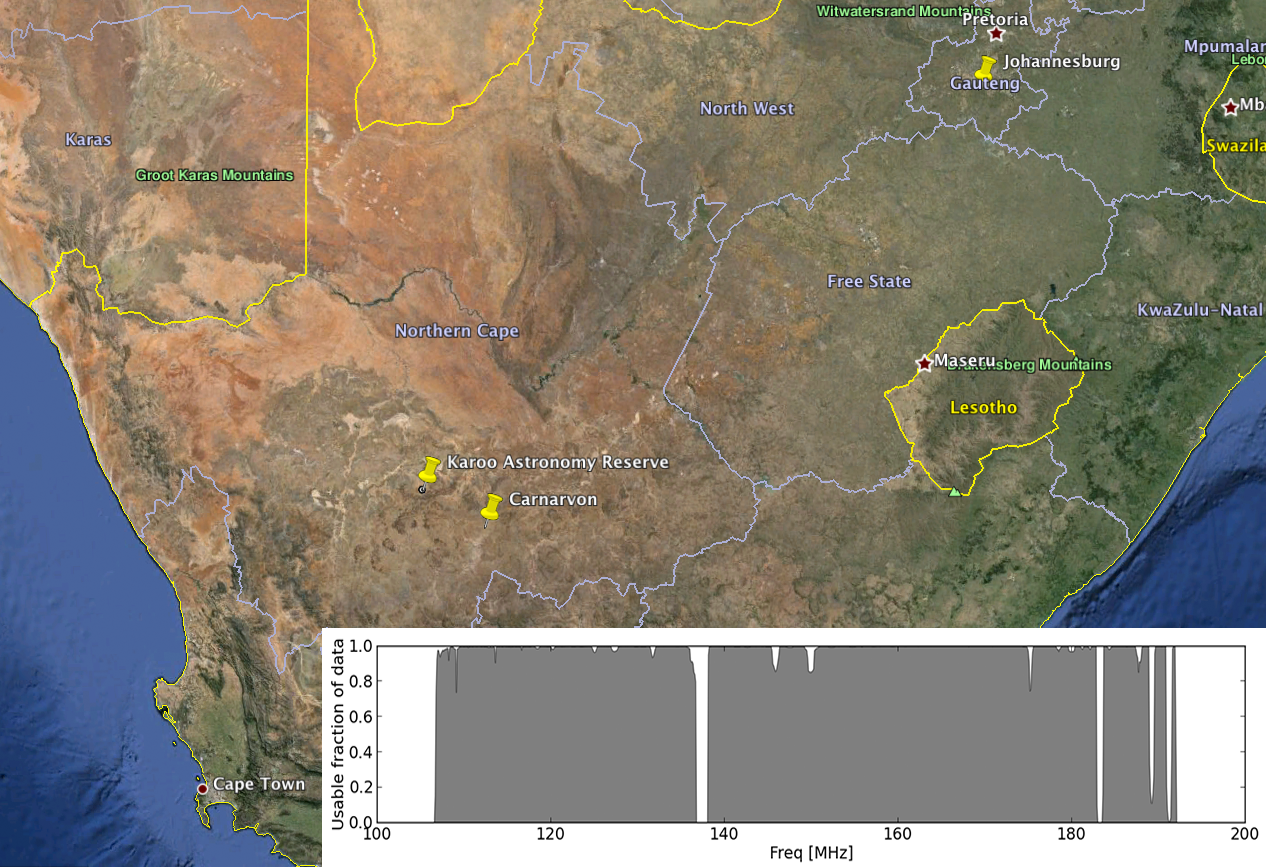 Witwatersrand Mountains
Pretoria
Johannesburg
Gauteng
Mpumalan
Lebo
Mb
Swazila
North West
Karas
Groot Karas Mountains
Free State
KwaZulu-Natal
Northern Cape
Maseru
Drakensberg Mountains
Lesotho
Karoo Astronomy Reserve
Carnarvon
Cape Town
Usable fraction of data
1.0
0.8
0.6
0.4
0.2
0.0
100 120 140 160 180 200
Freq [MHz]